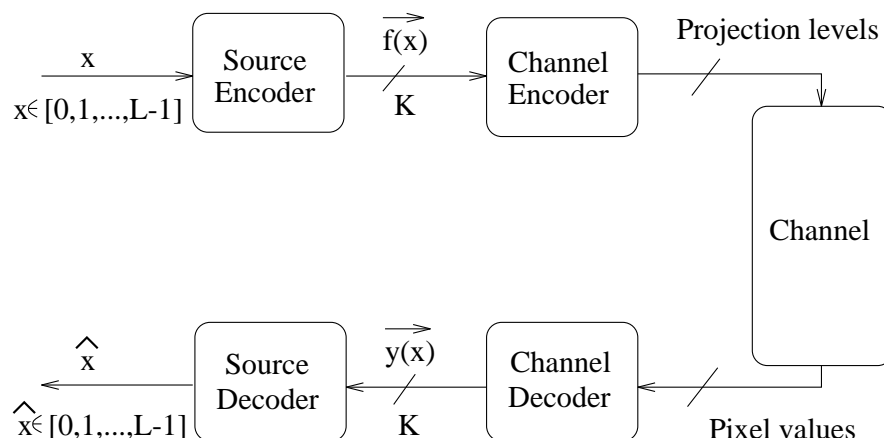 x
x∈[0,1,...,L-1]
Source
Encoder
f(x)
K
Channel
Encoder
Projection levels
Channel
x̂
x̂∈[0,1,...,L-1]
Source
Decoder
y(x)
K
Channel
Decoder
Pixel values